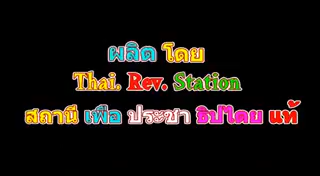 ผลิต โดย
Thai. Rev. Station
สถานี เพื่อ ประชา ธิปไตย แท้